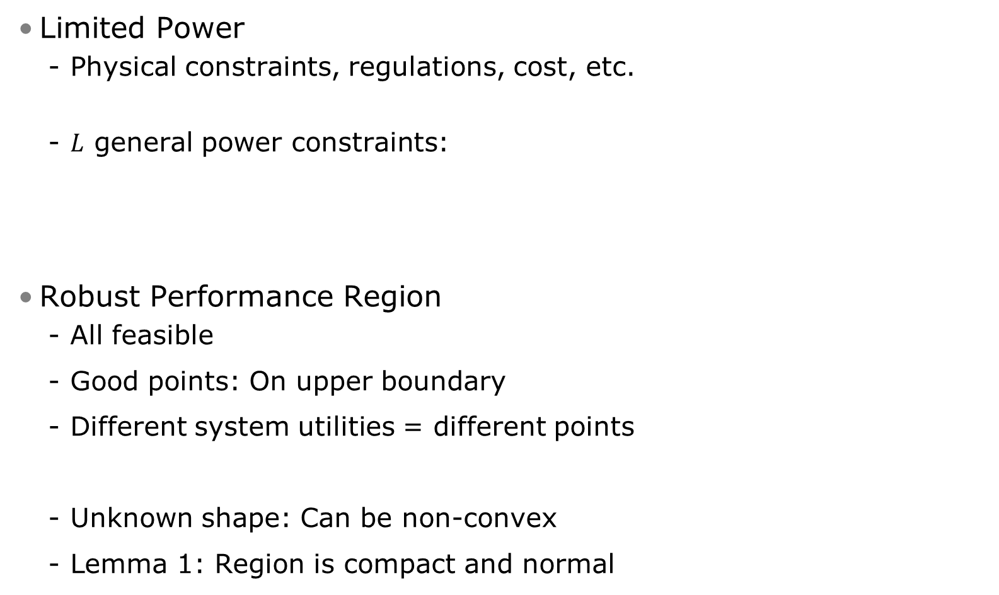 • Limited Power
- Physical constraints, regulations, cost, etc.
- L general power constraints:
• Robust Performance Region
- All feasible
- Good points: On upper boundary
- Different system utilities = different points
- Unknown shape: Can be non-convex
- Lemma 1: Region is compact and normal